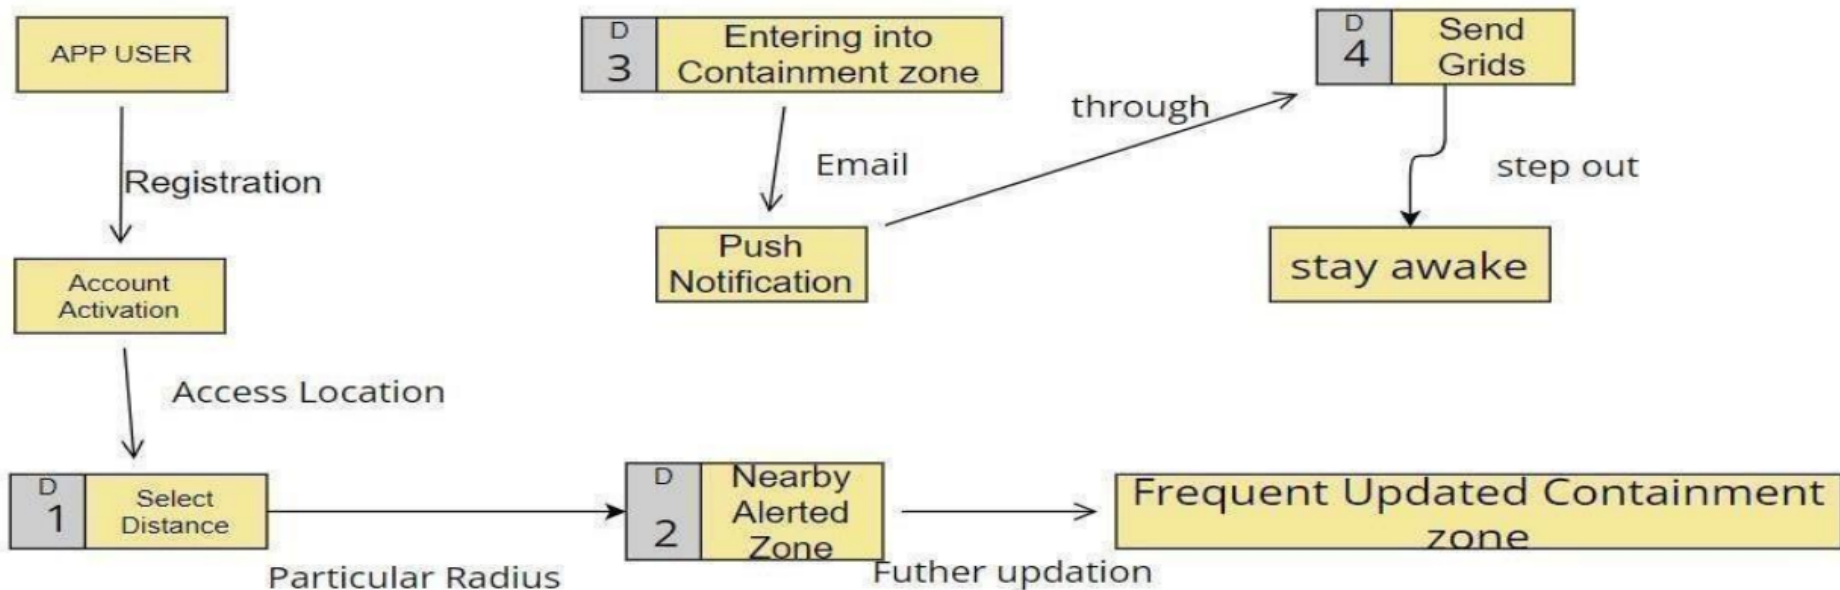 APP USER
D
3
Entering into
Containment zone
D
4
Send
Grids
through
Email
Registration
step out
Push
Notification
stay awake
Account
Activation
Access Location
D
1
Select
Distance
D
2
Nearby
Alerted
Zone
Frequent Updated Containment
zone
Particular Radius
Futher updation